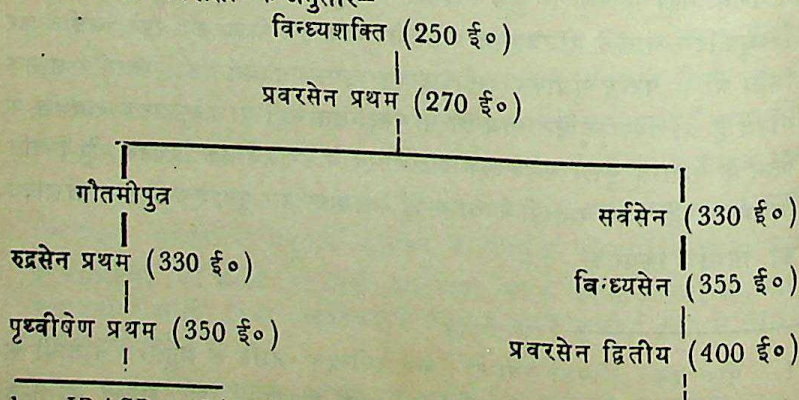 के अनुसार—
विन्ध्यशक्ति (250 ई०)
प्रवरसेन प्रथम (270 ई०)
गौतमीपुत्र
सर्वसेन (330 ई०)
रुद्रसेन प्रथम (330 ई०)
विन्ध्यसेन (355 ई०)
पृथ्वीषेण प्रथम (350 ई०)
प्रवरसेन द्वितीय (400 ई०)